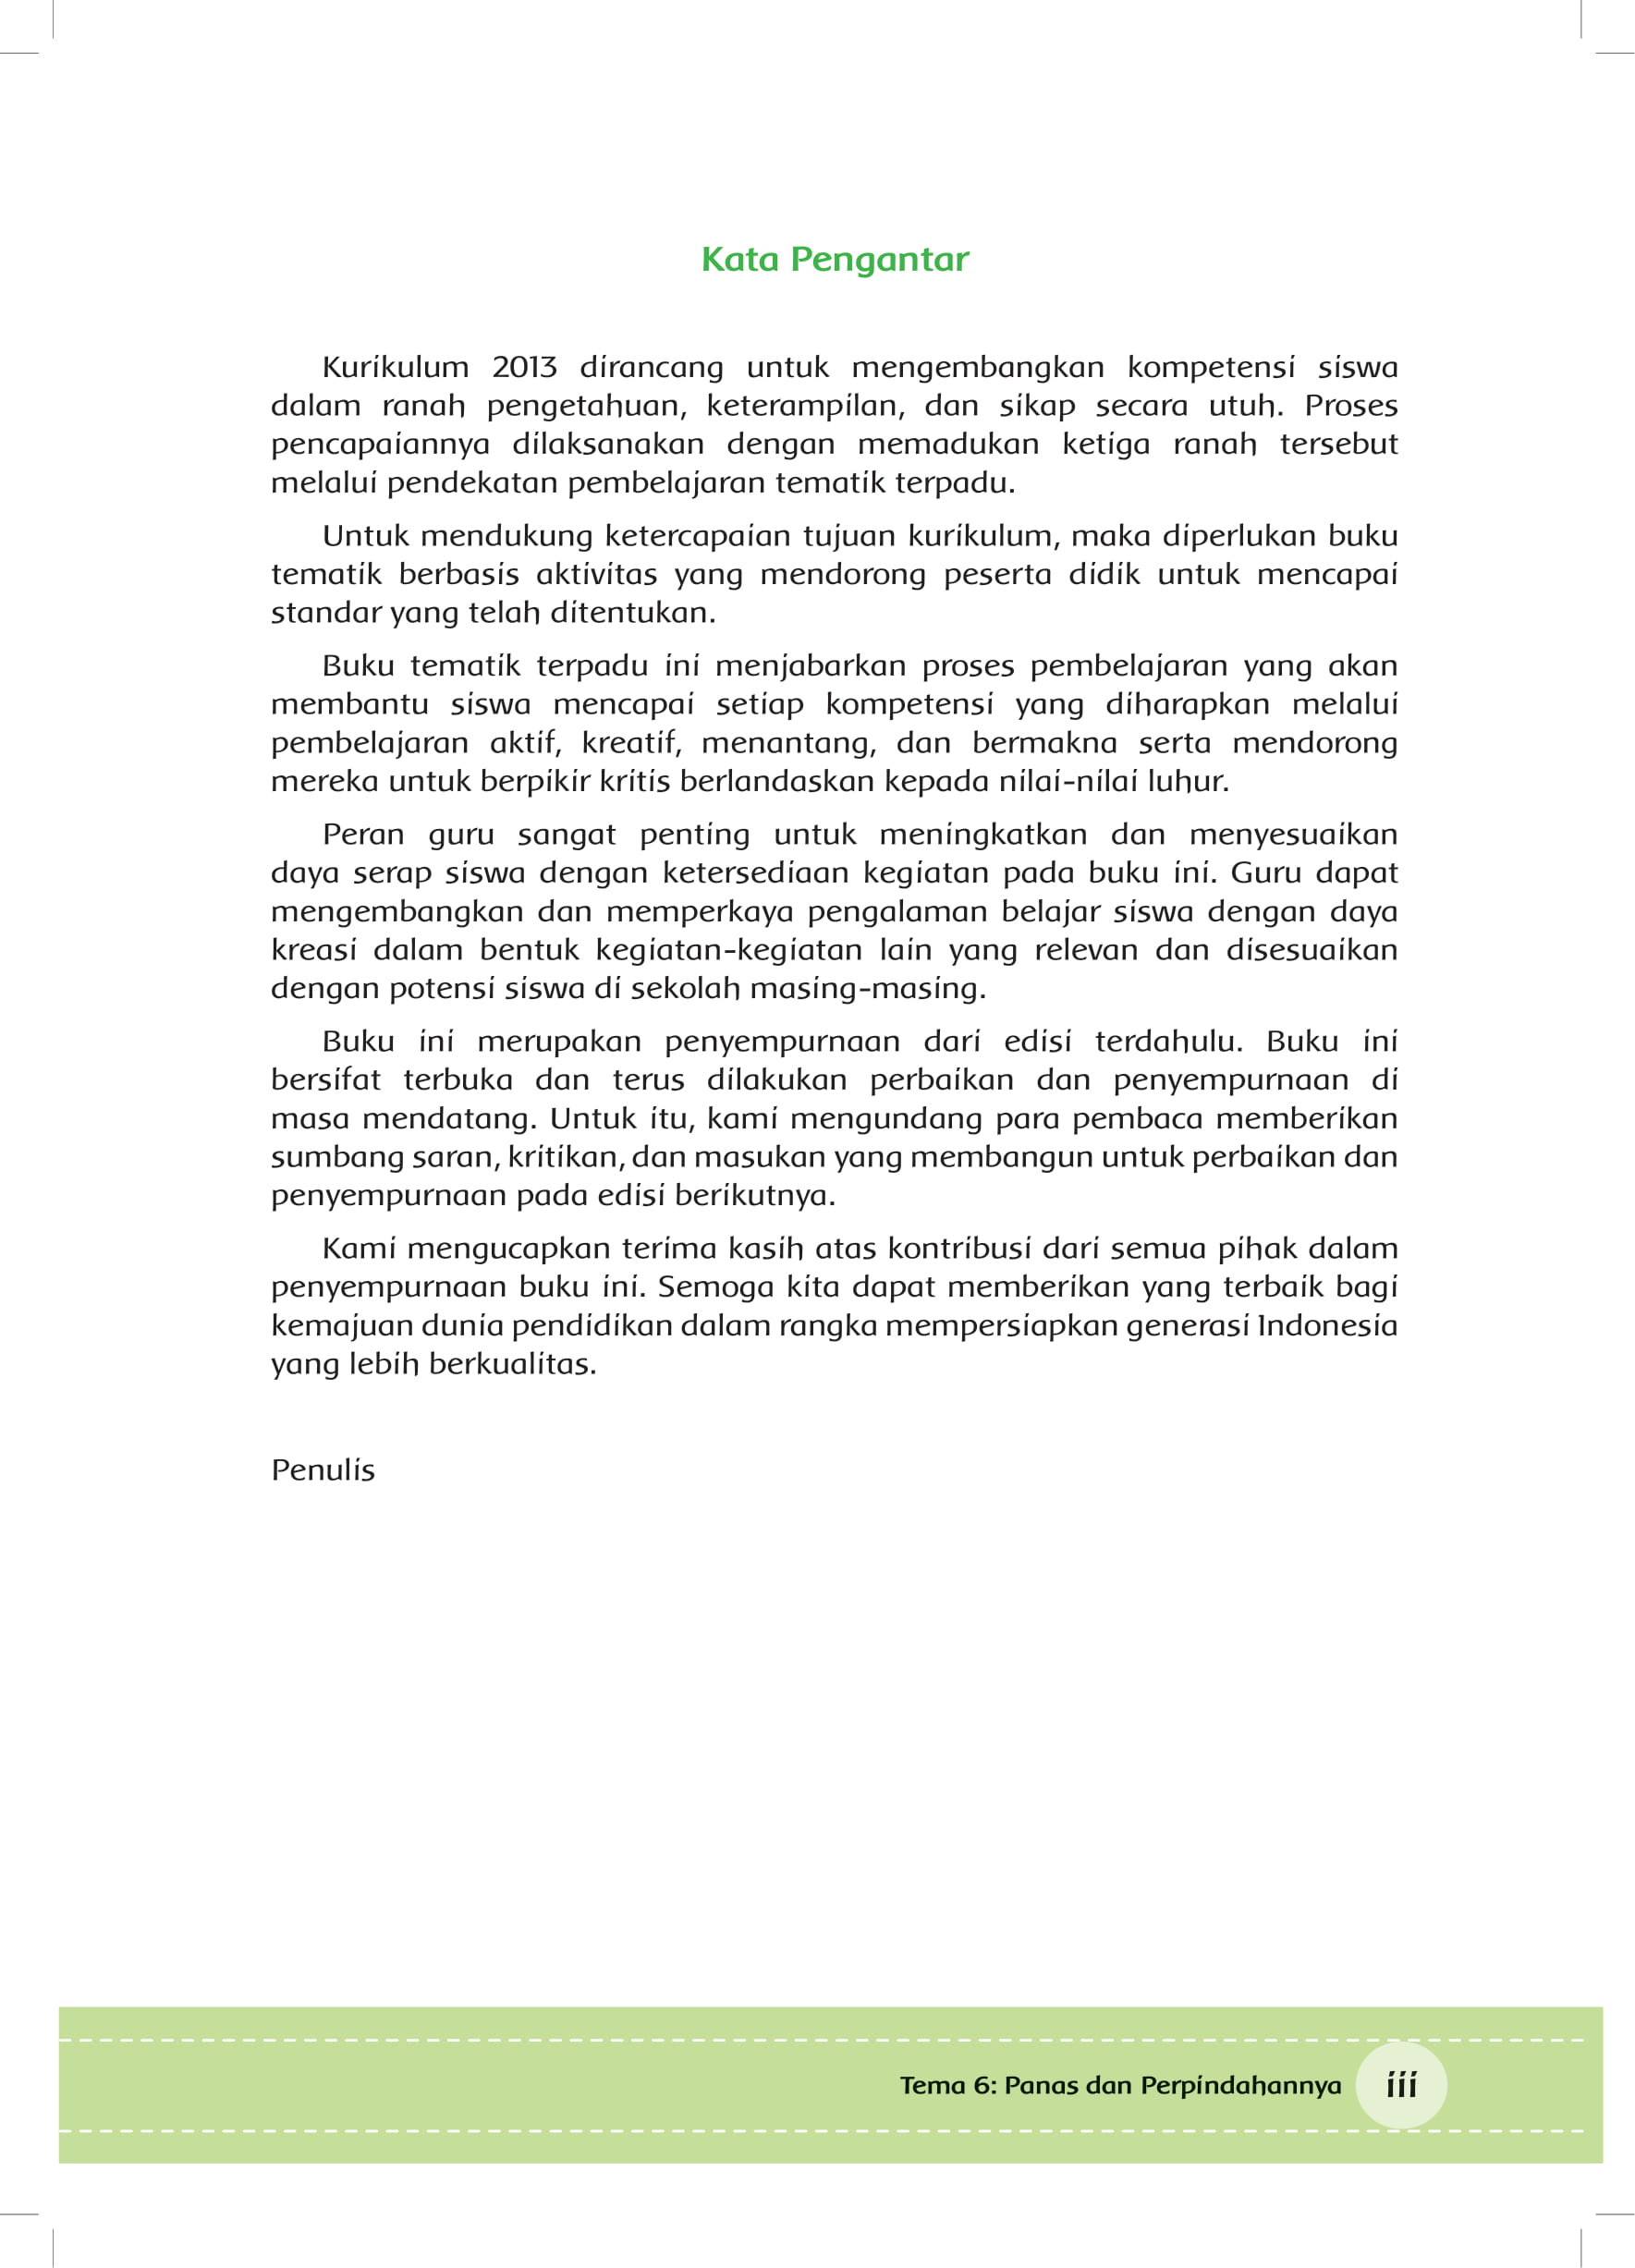 Kata Pengantar
Kurikulum 2013 dirancang untuk mengembangkan kompetensi siswa
dalam ranah pengetahuan, keterampilan, dan sikap secara utuh. Proses
pencapaiannya dilaksanakan dengan memadukan ketiga ranah tersebut
melalui pendekatan pembelajaran tematik terpadu.
Untuk mendukung ketercapaian tujuan kurikulum, maka diperlukan buku
tematik berbasis aktivitas yang mendorong peserta didik untuk mencapai
standar yang telah ditentukan.
Buku tematik terpadu ini menjabarkan proses pembelajaran yang akan
membantu siswa mencapai setiap kompetensi yang diharapkan melalui
pembelajaran aktif, kreatif, menantang, dan bermakna serta mendorong
mereka untuk berpikir kritis berlandaskan kepada nilai-nilai luhur.
Peran guru sangat penting untuk meningkatkan dan menyesuaikan
daya serap siswa dengan ketersediaan kegiatan pada buku ini. Guru dapat
mengembangkan dan memperkaya pengalaman belajar siswa dengan daya
kreasi dalam bentuk kegiatan-kegiatan lain yang relevan dan disesuaikan
dengan potensi siswa di sekolah masing-masing.
Buku ini merupakan penyempurnaan dari edisi terdahulu. Buku ini
bersifat terbuka dan terus dilakukan perbaikan dan penyempurnaan di
masa mendatang. Untuk itu, kami mengundang para pembaca memberikan
sumbang saran, kritikan, dan masukan yang membangun untuk perbaikan dan
penyempurnaan pada edisi berikutnya.
Kami mengucapkan terima kasih atas kontribusi dari semua pihak dalam
penyempurnaan buku ini. Semoga kita dapat memberikan yang terbaik bagi
kemajuan dunia pendidikan dalam rangka mempersiapkan generasi Indonesia
yang lebih berkualitas.
Penulis
Tema 6: Panas dan Perpindahannya iii